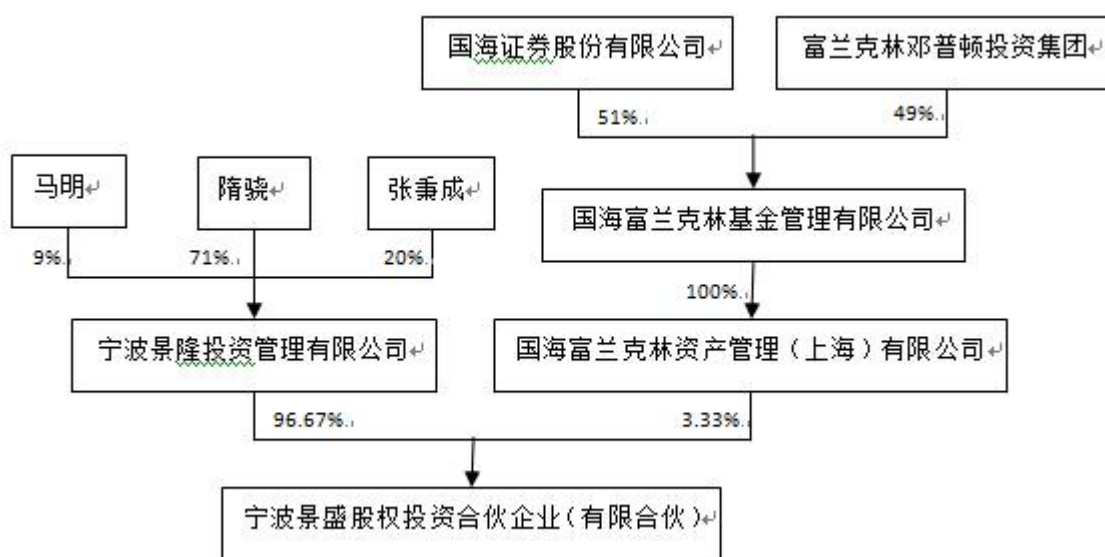 国海证券股份有限公司
富兰克林邓普顿投资集团
51%
49%
马明
隋骁
张秉成
国海富兰克林基金管理有限公司
9%
71%
20%
100%
宁波景隆投资管理有限公司
国海富兰克林资产管理（上海）有限公司
96.67%
3.33%
宁波景盛股权投资合伙企业（有限合伙）